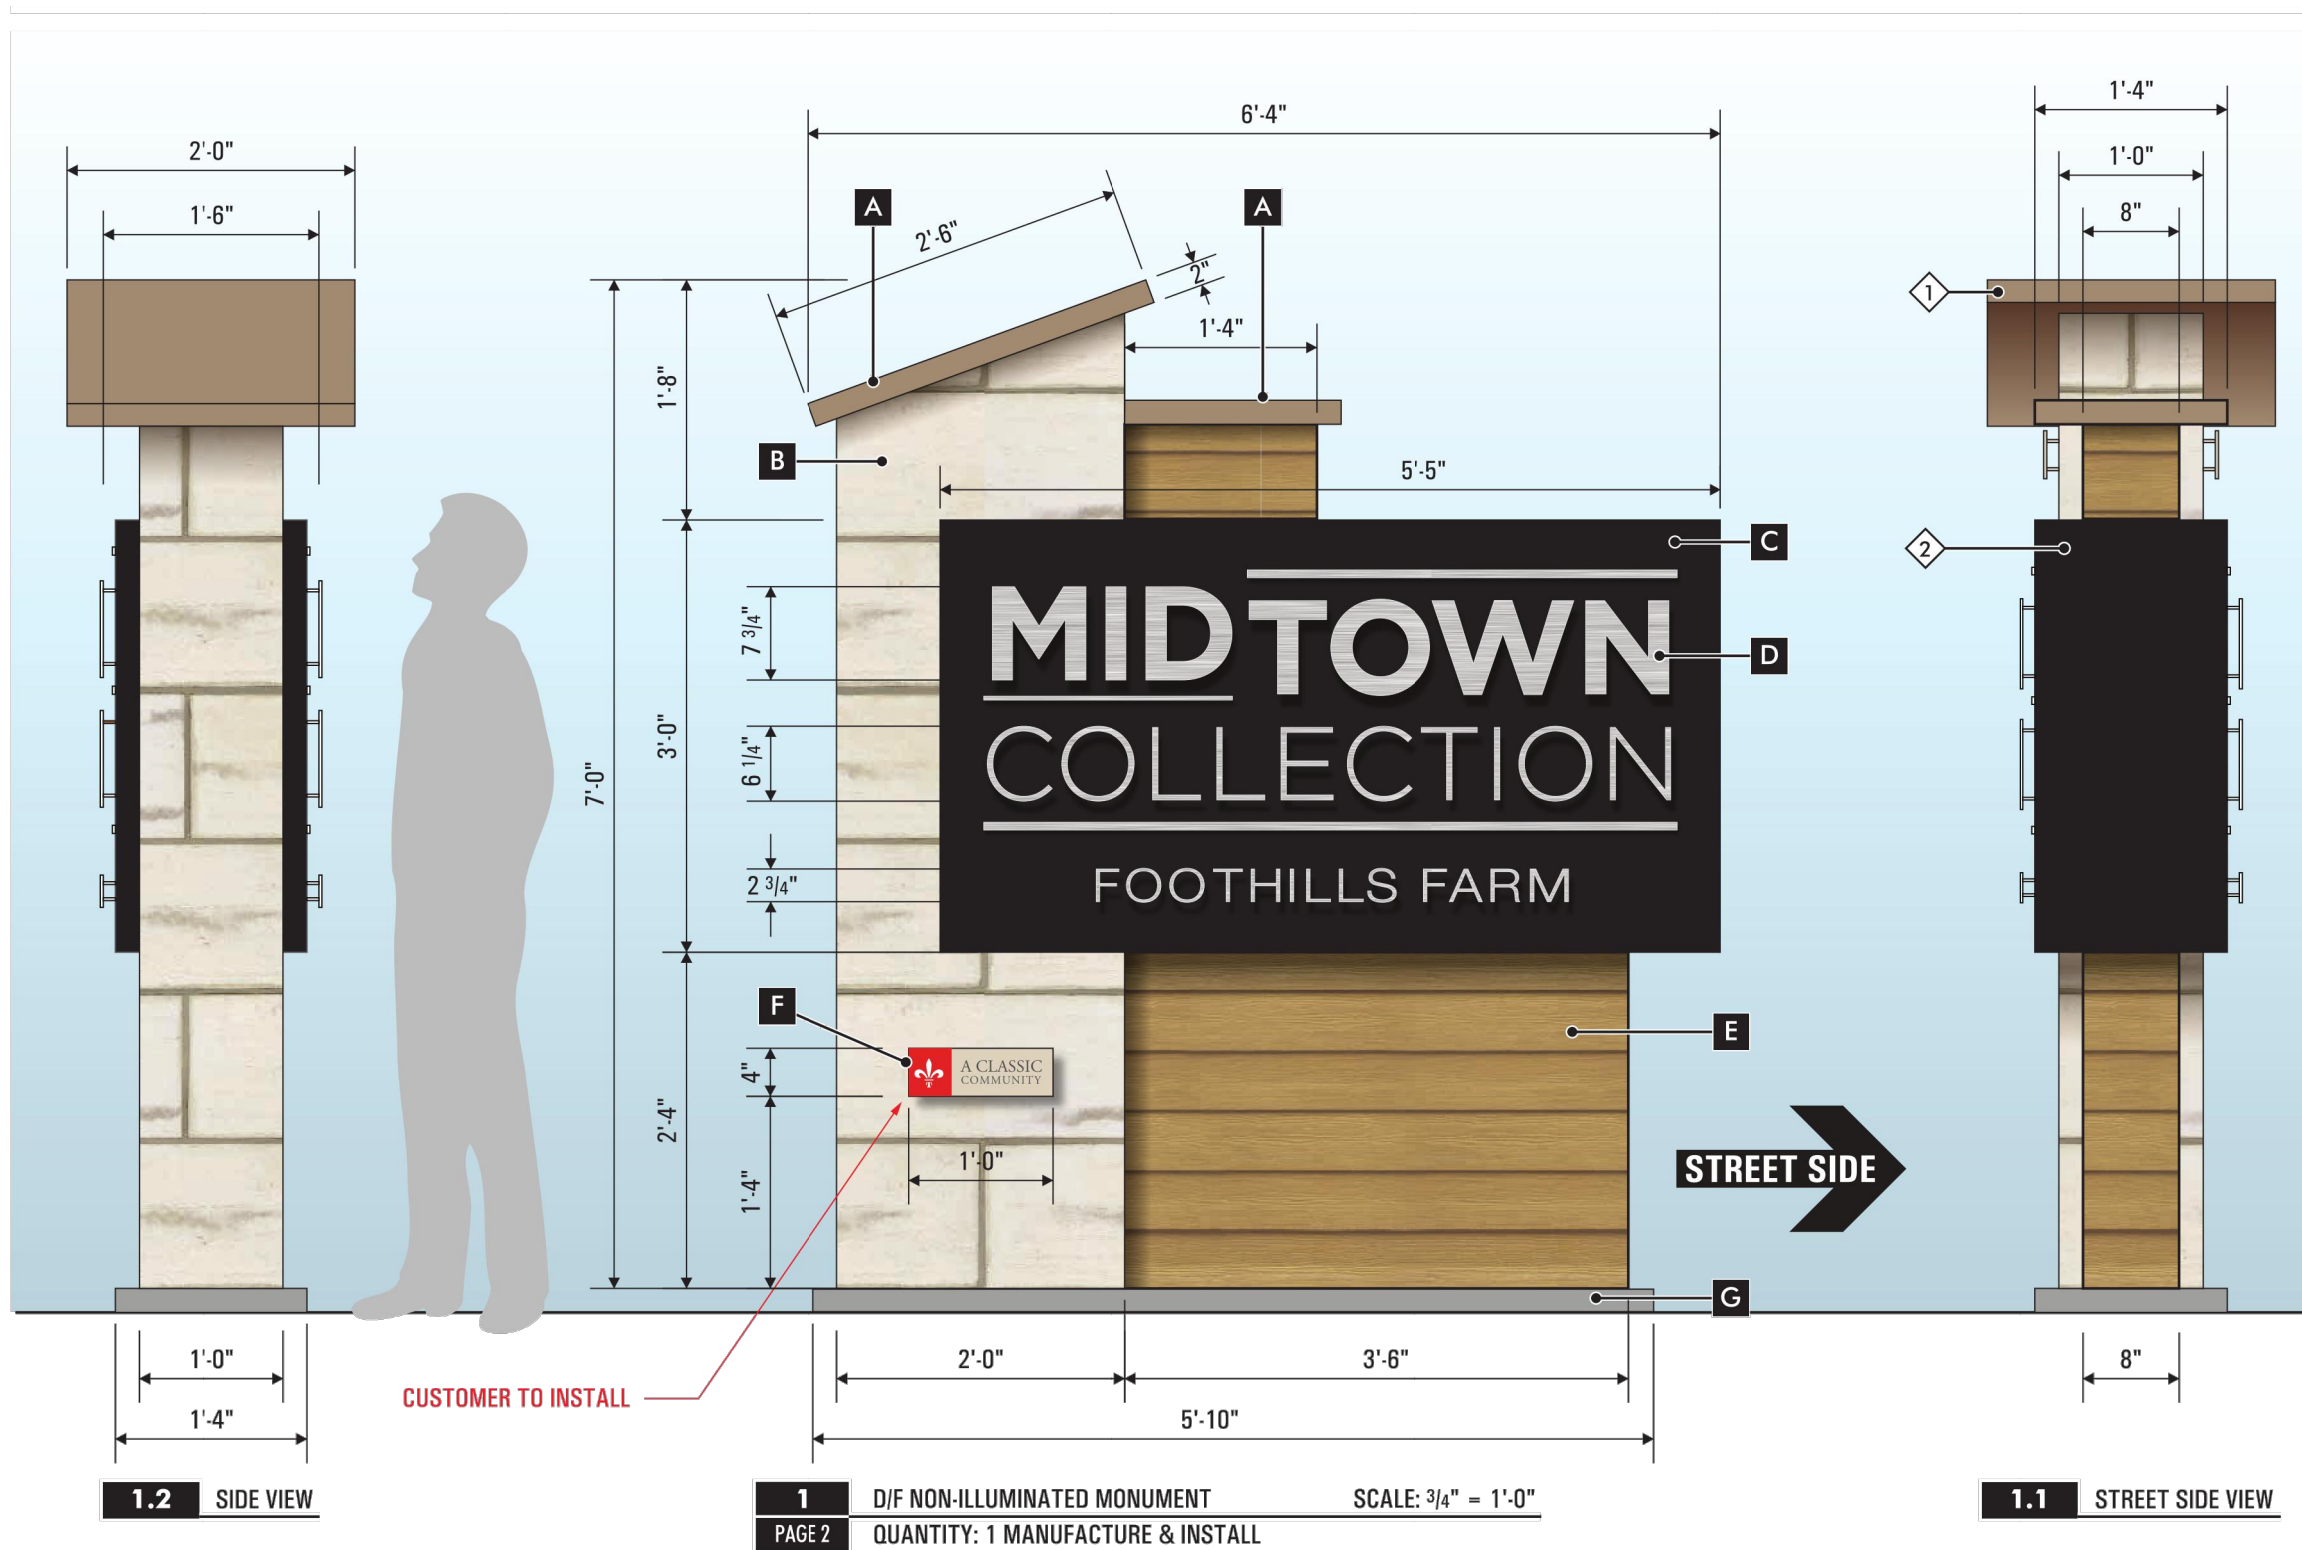 6'-4"
1'-4"
2'-0"
1'-0"
1'-6"
A
A
8"
2'-6"
2"
1
1'-4"
1'-8"
B
5'-5"
C
2
MIDTOWN
7 3/4"
D
3'-0"
COLLECTION
6 1/4"
7'-0"
2 3/4"
FOOTHILLS FARM
F
E
4"
A CLASSIC
COMMUNITY
2'-4"
1'-0"
1'-4"
STREET SIDE
G
1'-0"
2'-0"
3'-6"
8"
CUSTOMER TO INSTALL
1'-4"
5'-10"
1.2 SIDE VIEW
1 D/F NON-ILLUMINATED MONUMENT SCALE: 3/4" = 1'-0"
PAGE 2 QUANTITY: 1 MANUFACTURE & INSTALL
1.1 STREET SIDE VIEW